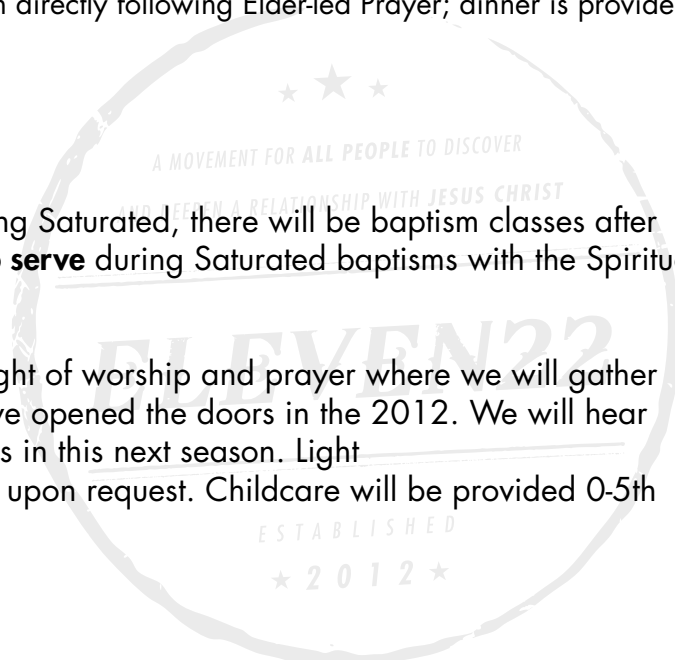 directly following Elder-led Prayer; dinner is provide
★ ★ ★
A MOVEMENT FOR ALL PEOPLE TO DISCOVER
AND DEEPEN A RELATIONSHIP WITH JESUS CHRIST
ng Saturated, there will be baptism classes after
serve during Saturated baptisms with the Spiritu
ELEVEN22
ght of worship and prayer where we will gather
ve opened the doors in the 2012. We will hear
s in this next season. Light
upon request. Childcare will be provided 0-5th
ESTABLISHED
★ 2012 ★